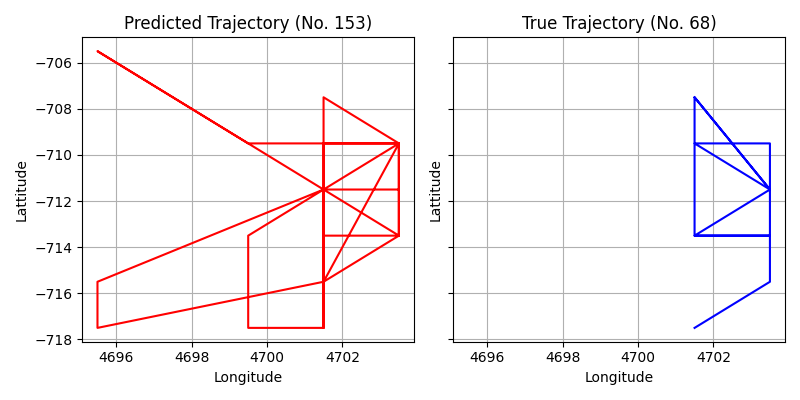 Predicted Trajectory (No. 153)
True Trajectory (No. 68)
−706
−708
−710
−712
−714
−716
−718
Lattitude
Lattitude
4696 4698 4700 4702
4696 4698 4700 4702
Longitude
Longitude